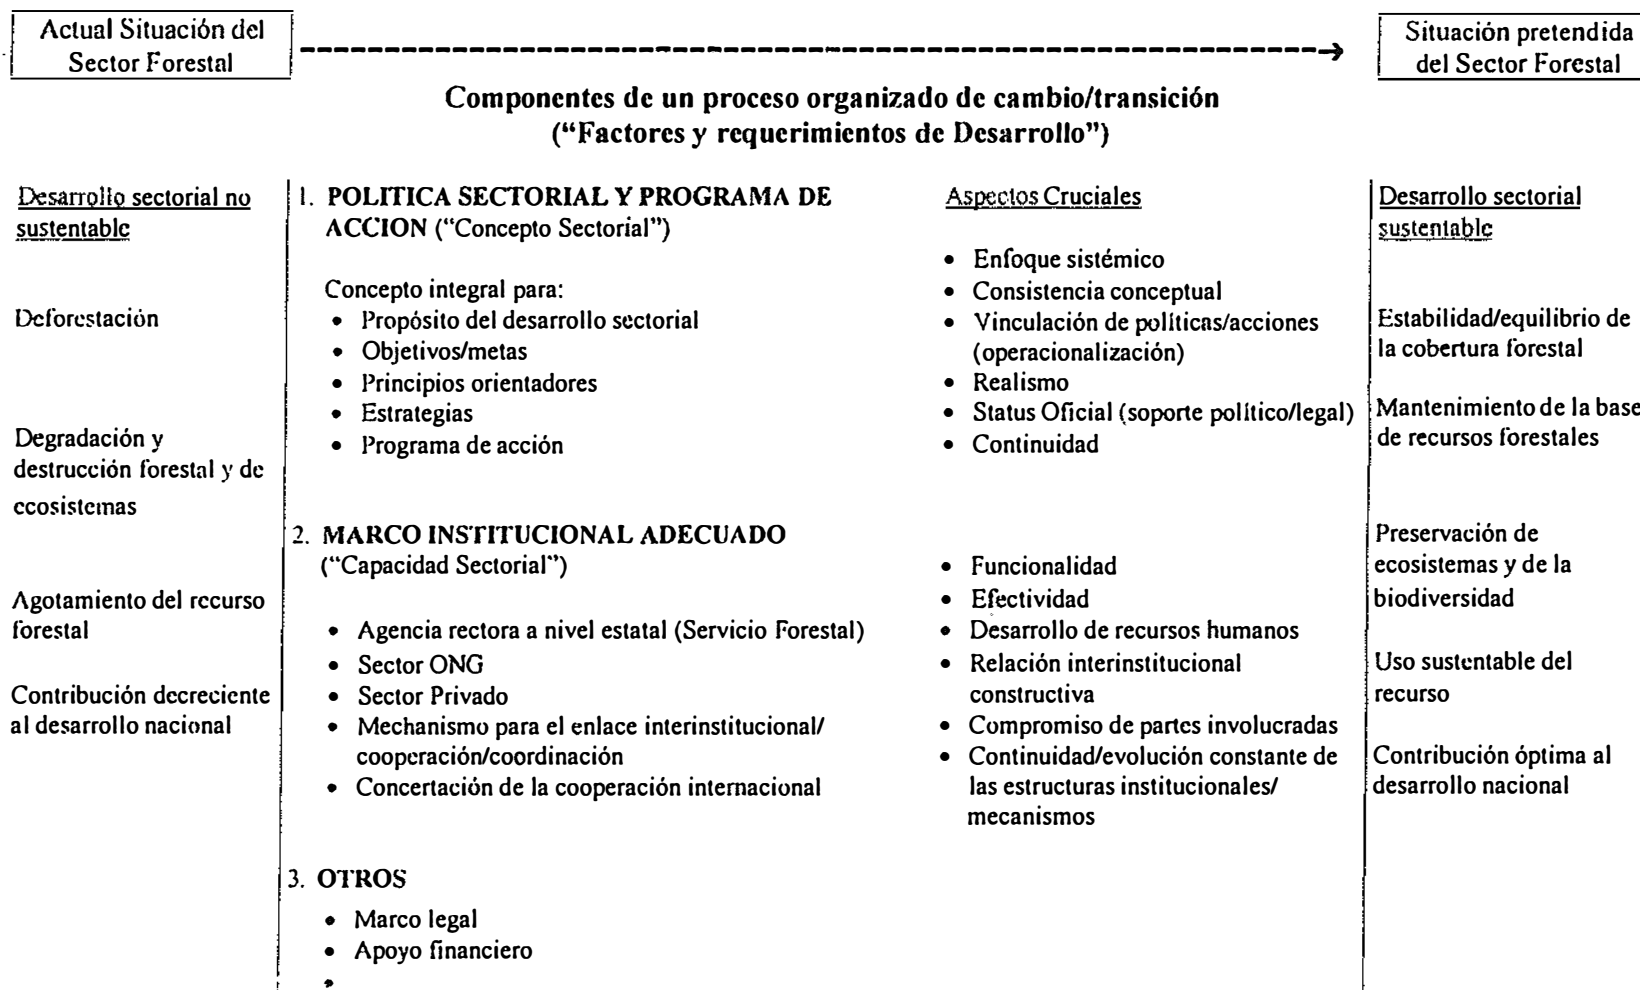 Actual Situación del
Sector Forestal
Situación pretendida
del Sector Forestal
Componentes de un proceso organizado de cambio/transición
(“Factores y requerimientos de Desarrollo”)
Desarrollo sectorial no
sustentable
Deforestación
Degradación y
destrucción forestal y de
ecosistemas
Agotamiento del recurso
forestal
Contribución decreciente
al desarrollo nacional
1. POLITICA SECTORIAL Y PROGRAMA DE
ACCION (“Concepto Sectorial”)
Concepto integral para:
• Propósito del desarrollo sectorial
• Objetivos/metas
• Principios orientadores
• Estrategias
• Programa de acción
2. MARCO INSTITUCIONAL ADECUADO
(“Capacidad Sectorial”)
• Agencia rectora a nivel estatal (Servicio Forestal)
• Sector ONG
• Sector Privado
• Mechanismo para el enlace interinstitucional/
cooperación/coordinación
• Concertación de la cooperación internacional
3. OTROS
• Marco legal
• Apoyo financiero
•
Aspectos Cruciales
• Enfoque sistémico
• Consistencia conceptual
• Vinculación de políticas/acciones
(operacionalización)
• Realismo
• Status Oficial (soporte político/legal)
• Continuidad
• Funcionalidad
• Efectividad
• Desarrollo de recursos humanos
• Relación interinstitucional
constructiva
• Compromiso de partes involucradas
• Continuidad/evolución constante de
las estructuras institucionales/
mecanismos
Desarrollo sectorial
sustentable
Estabilidad/equilibrio de
la cobertura forestal
Mantenimiento de la base
de recursos forestales
Preservación de
ecosistemas y de la
biodiversidad
Uso sustentable del
recurso
Contribución óptima al
desarrollo nacional